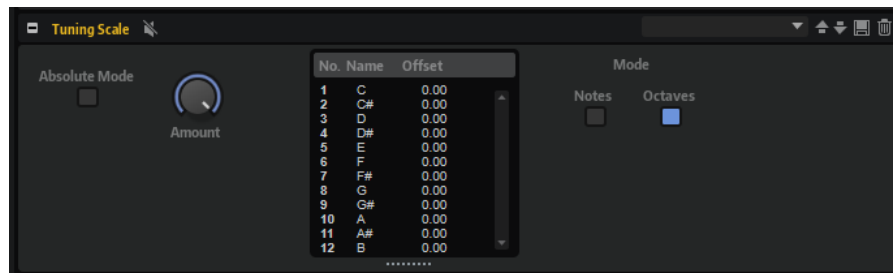 Tuning Scale
Absolute Mode
Amount
No. Name Offset
1 C 0.00
2 C# 0.00
3 D 0.00
4 D# 0.00
5 E 0.00
6 F 0.00
7 F# 0.00
8 G 0.00
9 G# 0.00
10 A 0.00
11 A# 0.00
12 B 0.00
Mode
Notes Octaves